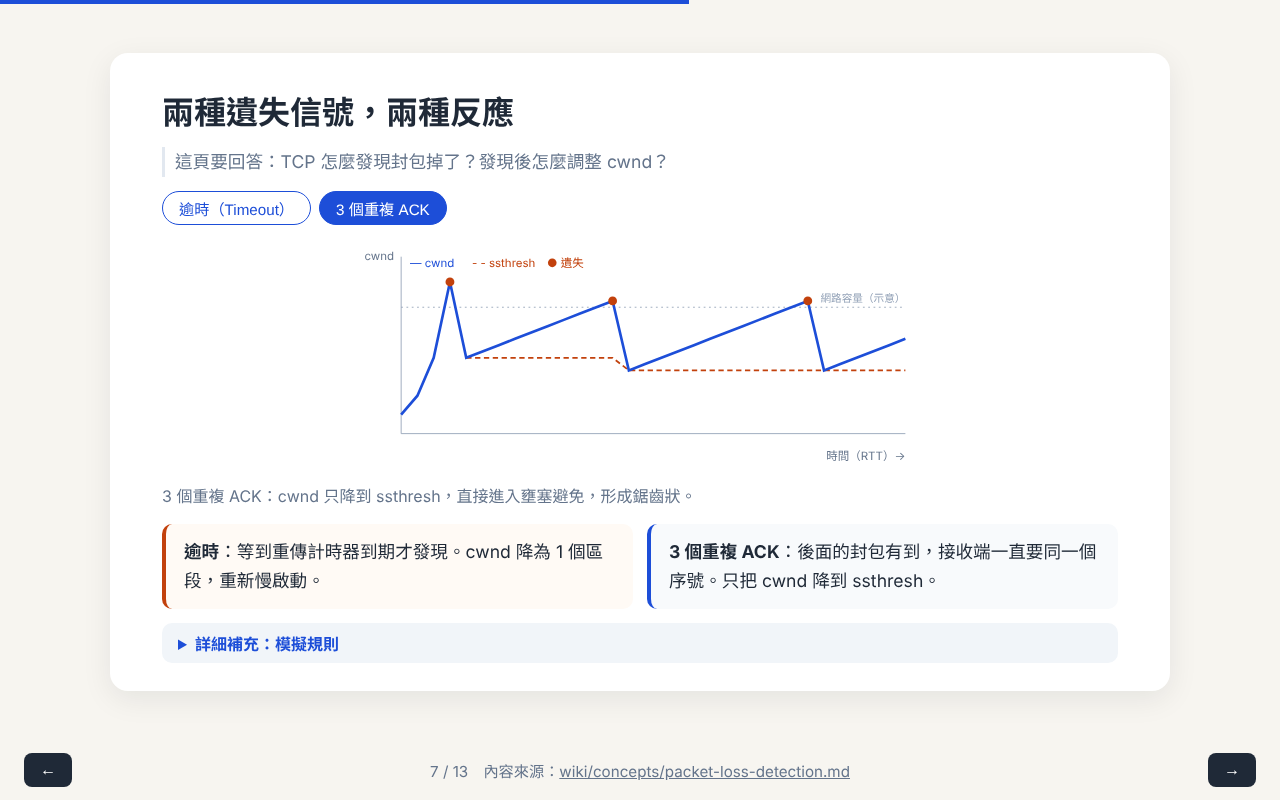 兩種遺失信號，兩種反應
這頁要回答：TCP 怎麼發現封包掉了？發現後怎麼調整 cwnd？
逾時（Timeout） 3 個重複 ACK
cwnd
— cwnd - - ssthresh ● 遺失
網路容量（示意）
時間（RTT）→
3 個重複 ACK：cwnd 只降到 ssthresh，直接進入壅塞避免，形成鋸齒狀。
逾時：等到重傳計時器到期才發現。cwnd 降為 1 個區
段，重新慢啟動。
3 個重複 ACK：後面的封包有到，接收端一直要同一個
序號。只把 cwnd 降到 ssthresh。
▶ 詳細補充：模擬規則
← 7 / 13 內容來源：wiki/concepts/packet-loss-detection.md →